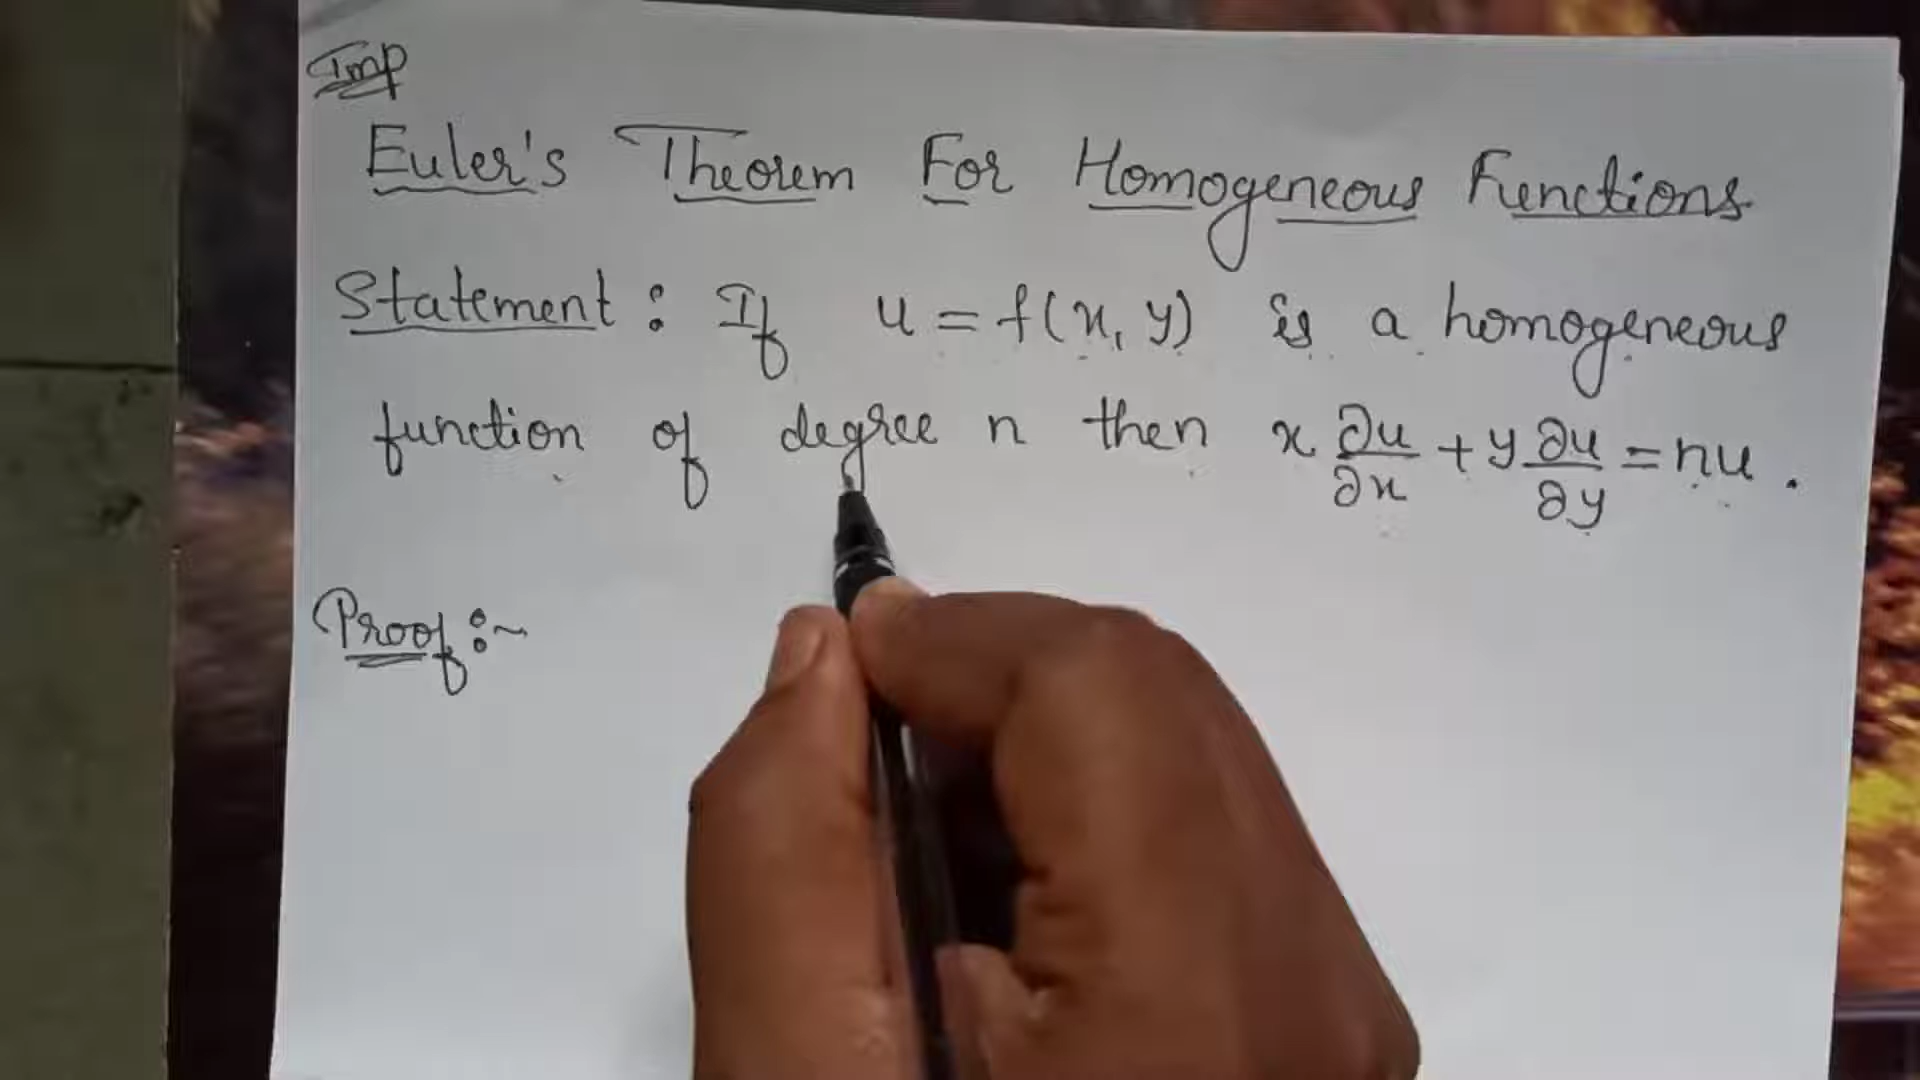 Imp
Euler's Theorem For Homogeneous Functions
Statement : If u = f(x, y) is a homogeneous
function of degree n then x ∂u/∂x + y ∂u/∂y = nu .
Proof :~